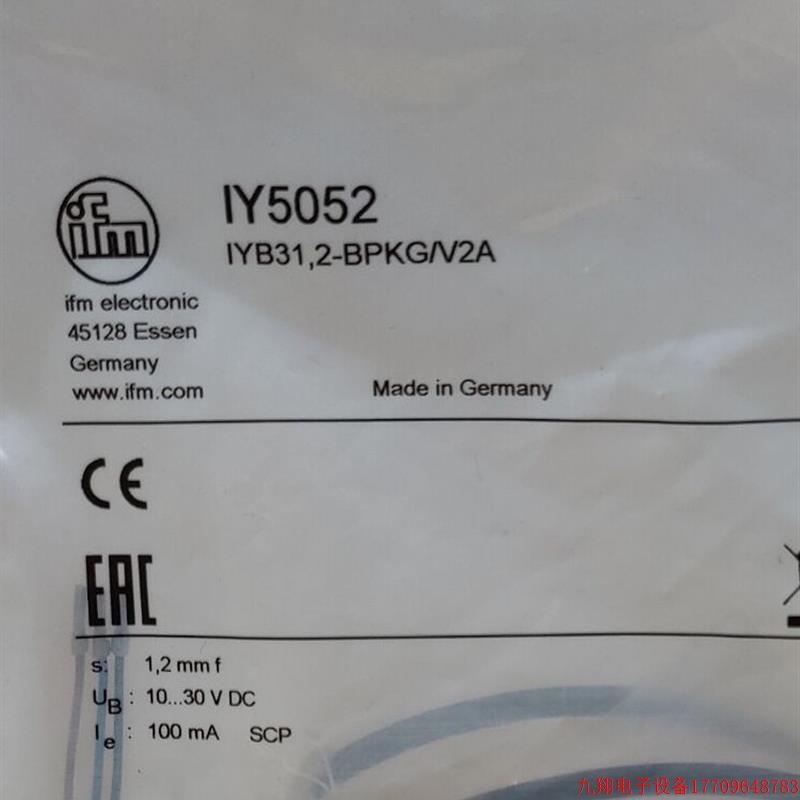 ifm
IY5052
IYB31,2-BPKG/V2A
ifm electronic
45128 Essen
Germany
www.ifm.com
Made in Germany
CE
EAC
s: 1,2 mm f
UB : 10...30 V DC
Ie : 100 mA SCP
九翔电子设备17709648783